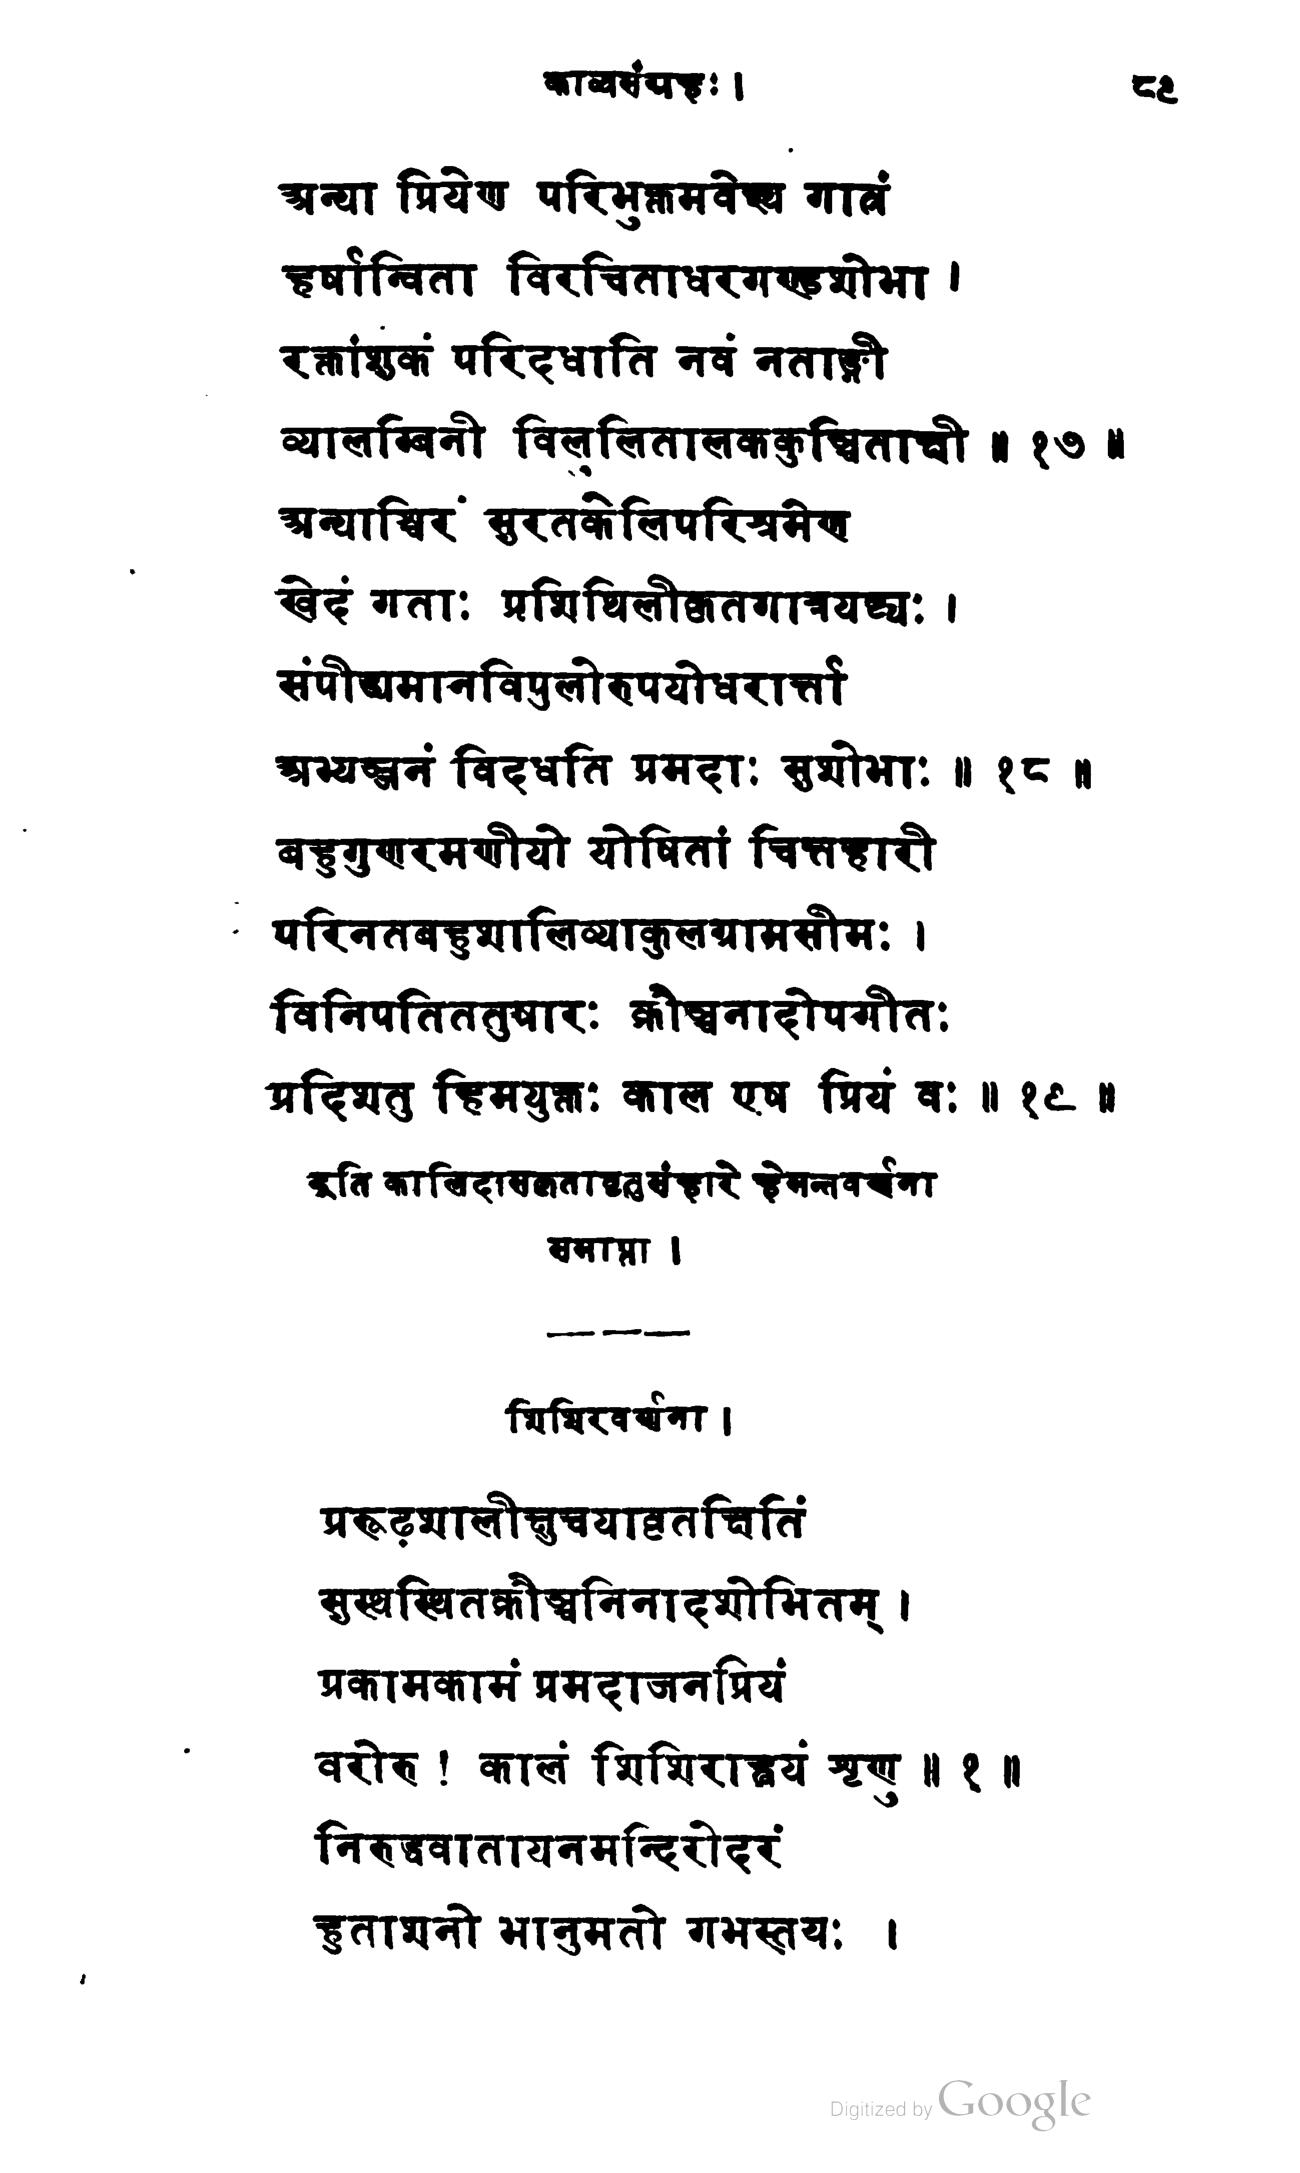 काव्यसंग्रहः। ८९
अन्या प्रियेण परिभुक्तमवेक्ष्य गात्रं
हर्षान्विता विरचिताधरगण्डशोभा ।
रक्तांशुकं परिदधाति नवं नताङ्गी
व्यालम्बिनी विलुलितालककुञ्चिताक्षी ॥ १७ ॥
अन्याश्चिरं सुरतकेलिपरिश्रमेण
खेदं गताः प्रशिथिलीकृतगात्रयष्ट्यः ।
संपीड्यमानविपुलोरुपयोधरार्त्ता
अभ्यञ्जनं विदधति प्रमदाः सुशोभाः ॥ १८ ॥
बहुगुणरमणीयो योषितां चित्तहारी
परिनतबहुशालिव्याकुलग्रामसीमः ।
विनिपतिततुषारः क्रौञ्चनादोपगीतः
प्रदिशतु हिमयुक्तः काल एष प्रियं वः ॥ १९ ॥
इति कालिदासकृतावृतुसंहारे हेमन्तवर्णना
समाप्ता ।
शिशिरवर्णना ।
प्ररूढ़शालीक्षुचयावृतक्षितिं
सुस्थस्थितक्रौञ्चनिनादशोभितम् ।
प्रकामकामं प्रमदाजनप्रियं
वरोरु ! कालं शिशिराह्वयं शृणु ॥ १ ॥
निरुद्धवातायनमन्दिरोदरं
हुताशनो भानुमतो गभस्तयः ।
Digitized by Google